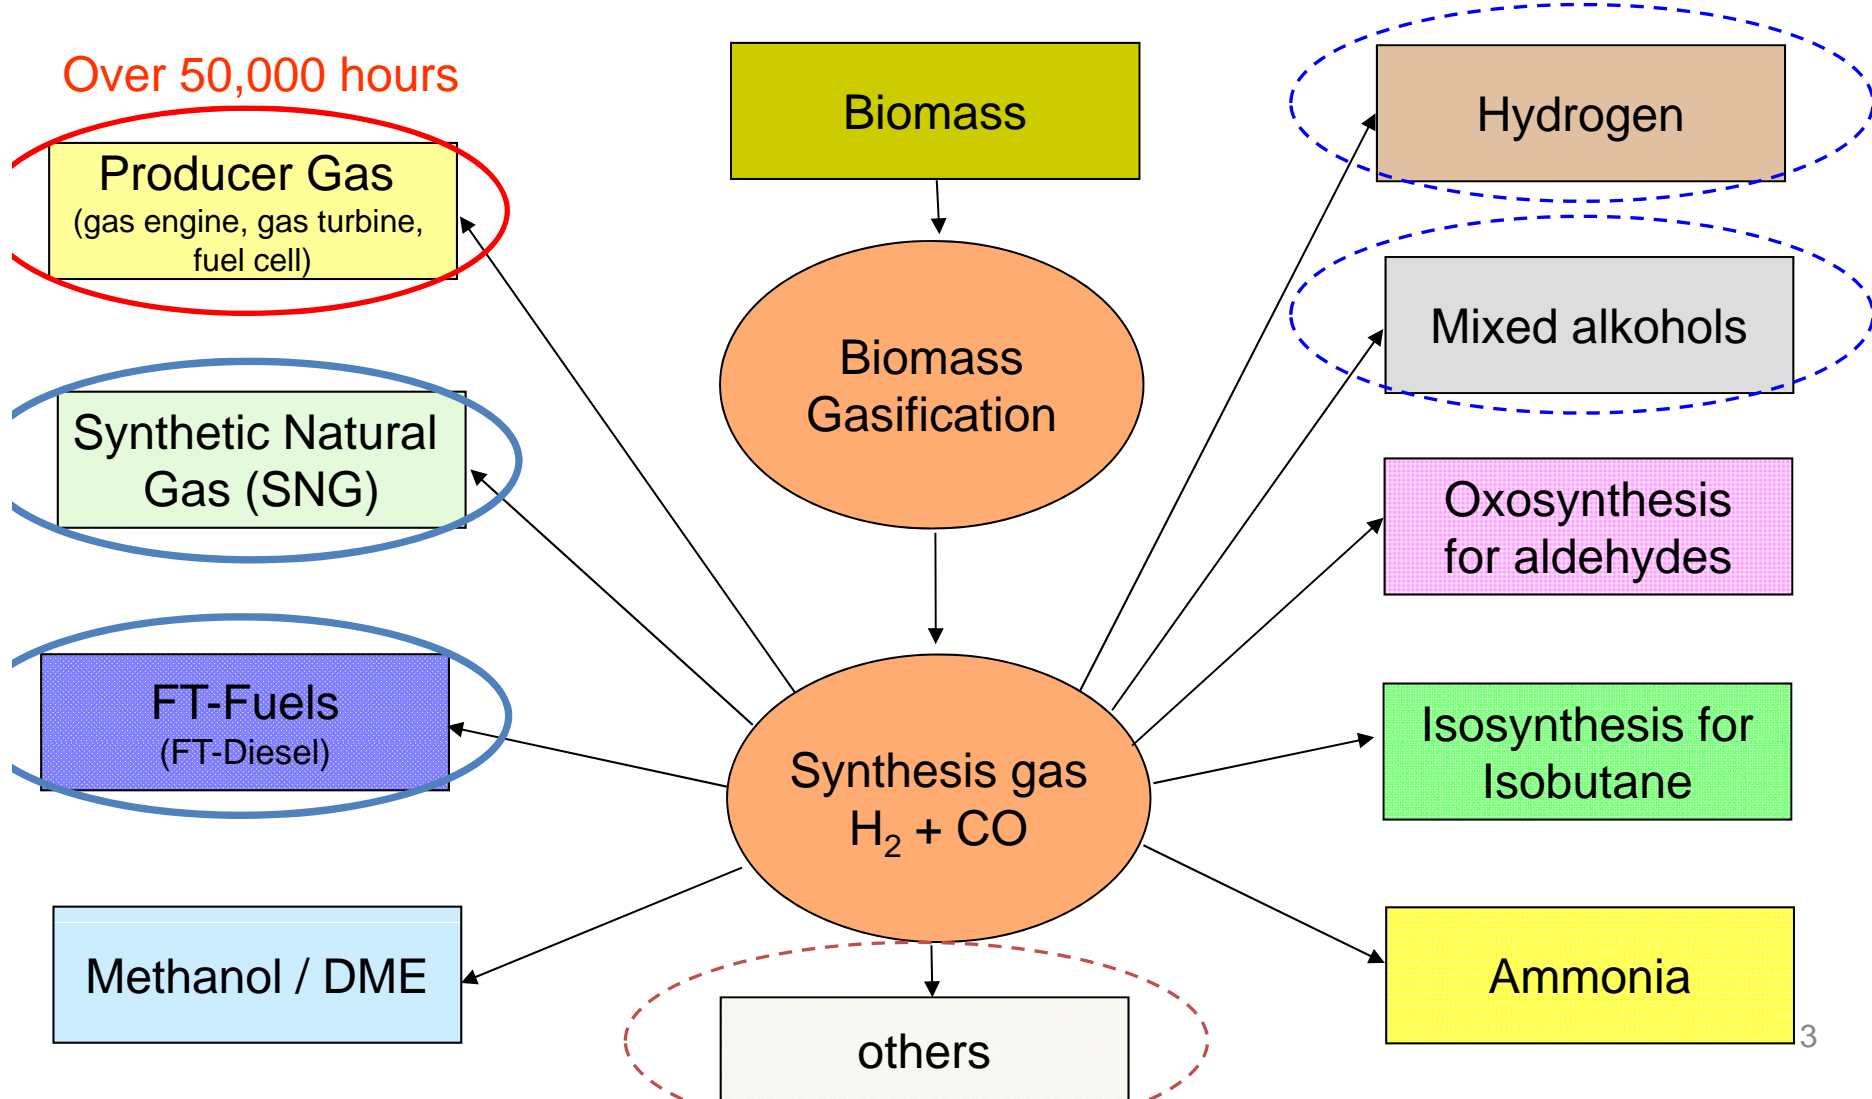 Over 50,000 hours
Producer Gas
(gas engine, gas turbine,
fuel cell)
Synthetic Natural
Gas (SNG)
FT-Fuels
(FT-Diesel)
Methanol / DME
Biomass
Biomass
Gasification
Synthesis gas
H₂ + CO
others
Hydrogen
Mixed alkohols
Oxosynthesis
for aldehydes
Isosynthesis for
Isobutane
Ammonia
3